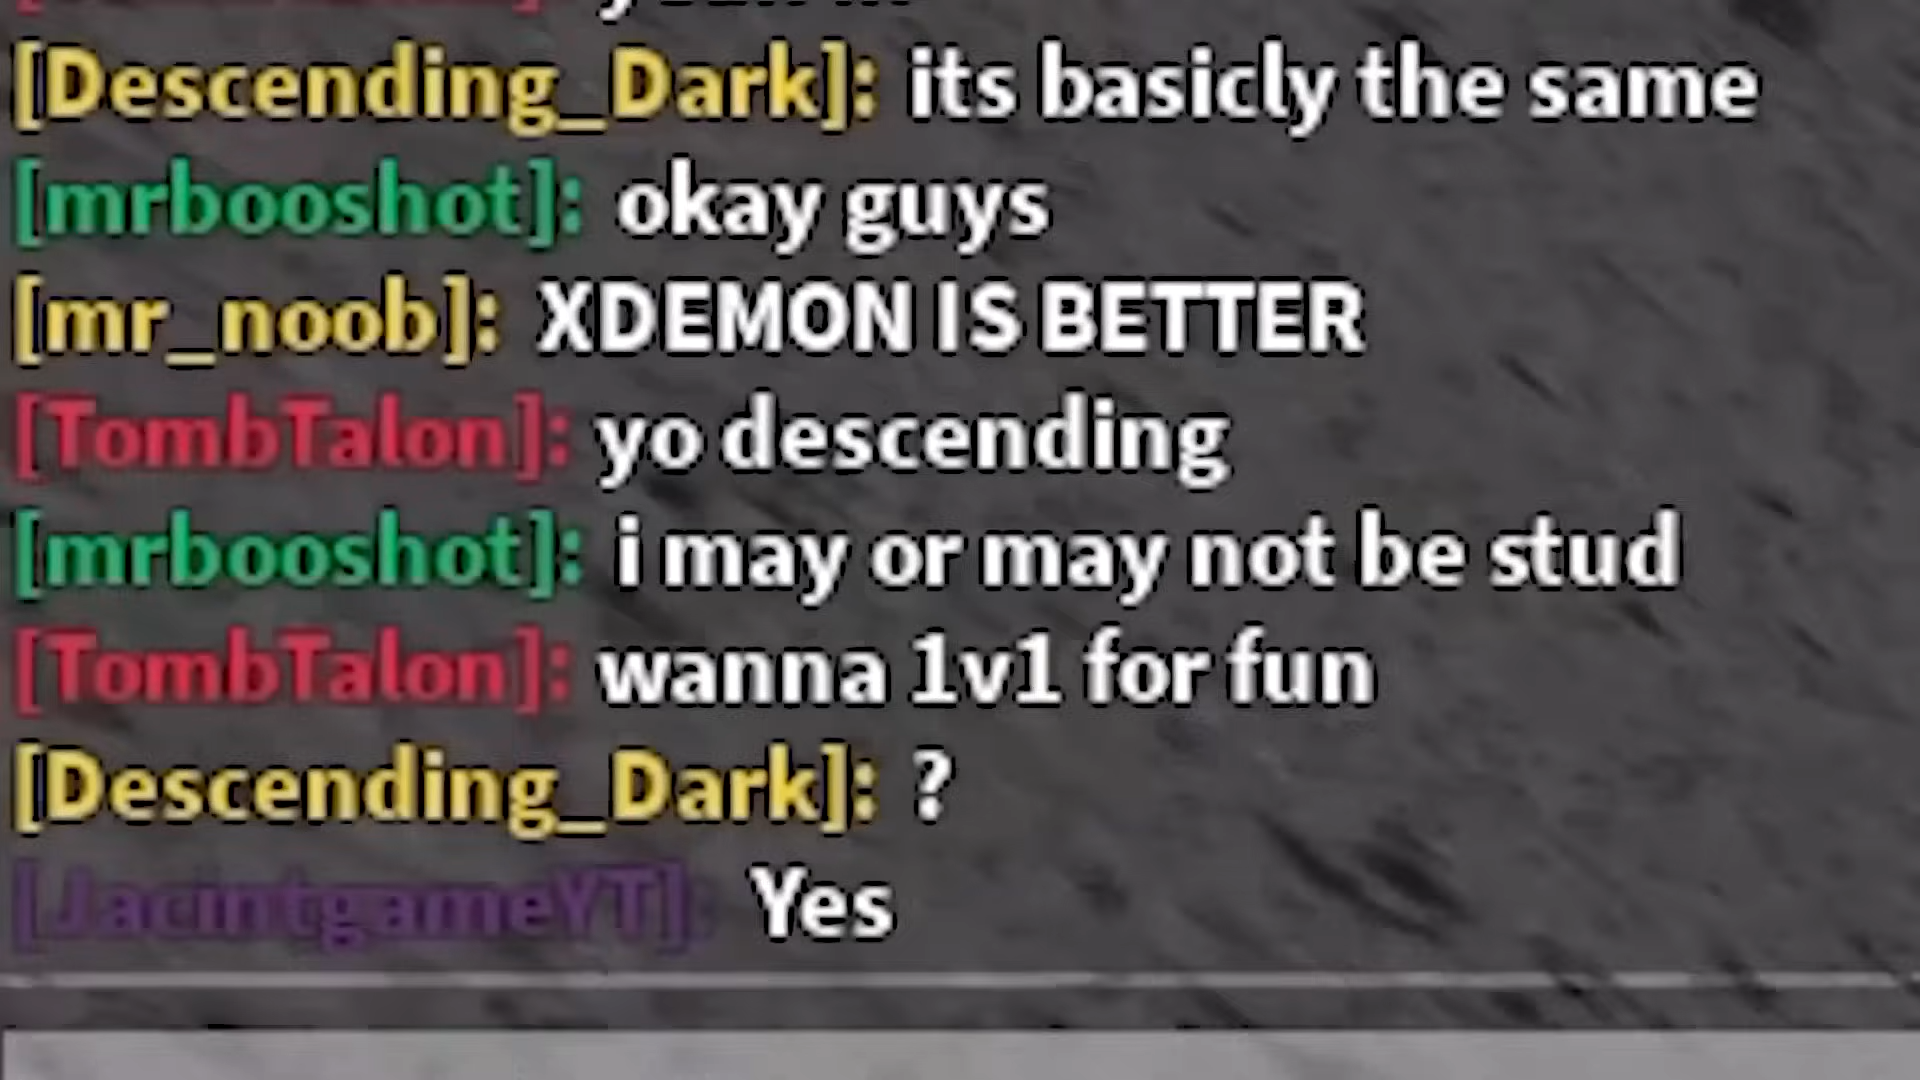 [Descending_Dark]: its basicly the same
[mrbooshot]: okay guys
[mr_noob]: XDEMON IS BETTER
[TombTalon]: yo descending
[mrbooshot]: i may or may not be stud
[TombTalon]: wanna 1v1 for fun
[Descending_Dark]: ?
[JacintgameYT]: Yes